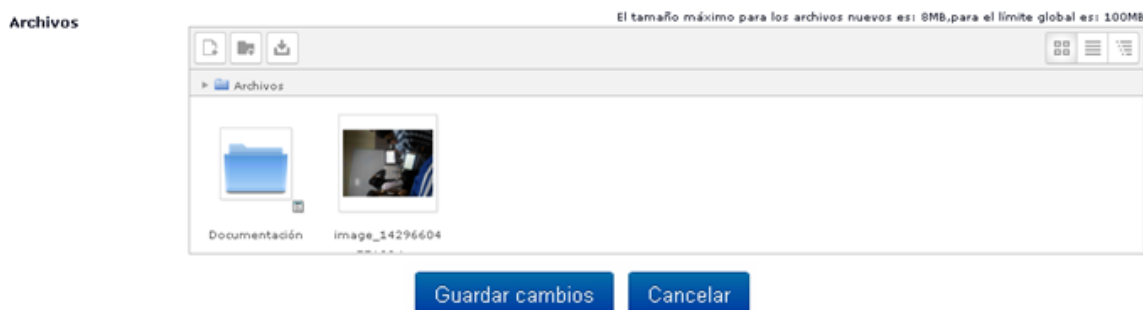 El tamaño máximo para los archivos nuevos es: 8MB,para el límite global es: 100MB
Archivos
Archivos
Documentación
image_14296604
Guardar cambios
Cancelar